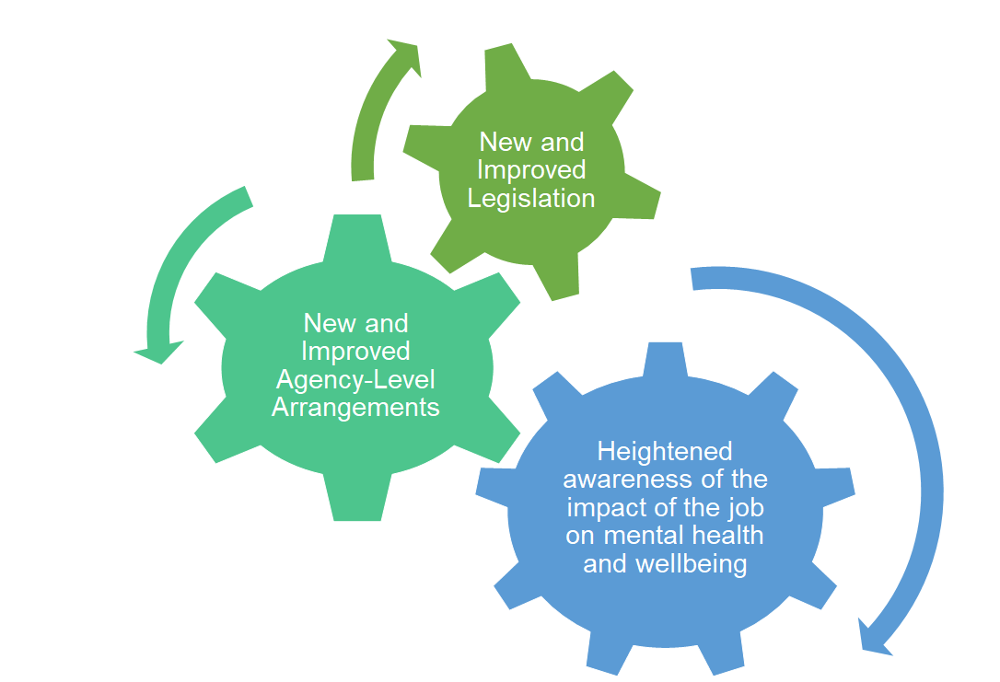 New and
Improved
Legislation
New and
Improved
Agency-Level
Arrangements
Heightened
awareness of the
impact of the job
on mental health
and wellbeing